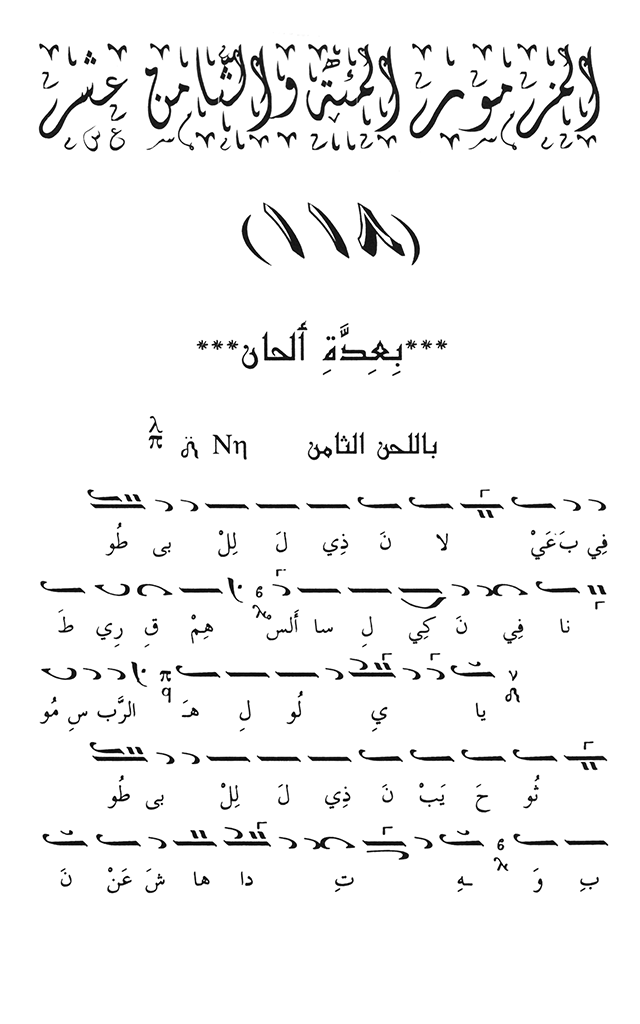 المزمور المئة والثامن عشر
(١١٨)
***بِعِدَّةِ ألحان***
باللحن الثامن Nη
فِي بَ عَيْ لا نَ ذِي لَ لِلْ بى طُو
نا فِي نَ كِي لِ سا أَلسْ هِمْ قِ رِي طَ
يا يِ لُو لِ هَـ الرَّب سِ مُو
ثُو حَ يَبْ نَ ذِي لَ لِلْ بى طُو
بِ وَ ـهِ تِ دا ها شَ عَنْ نَ